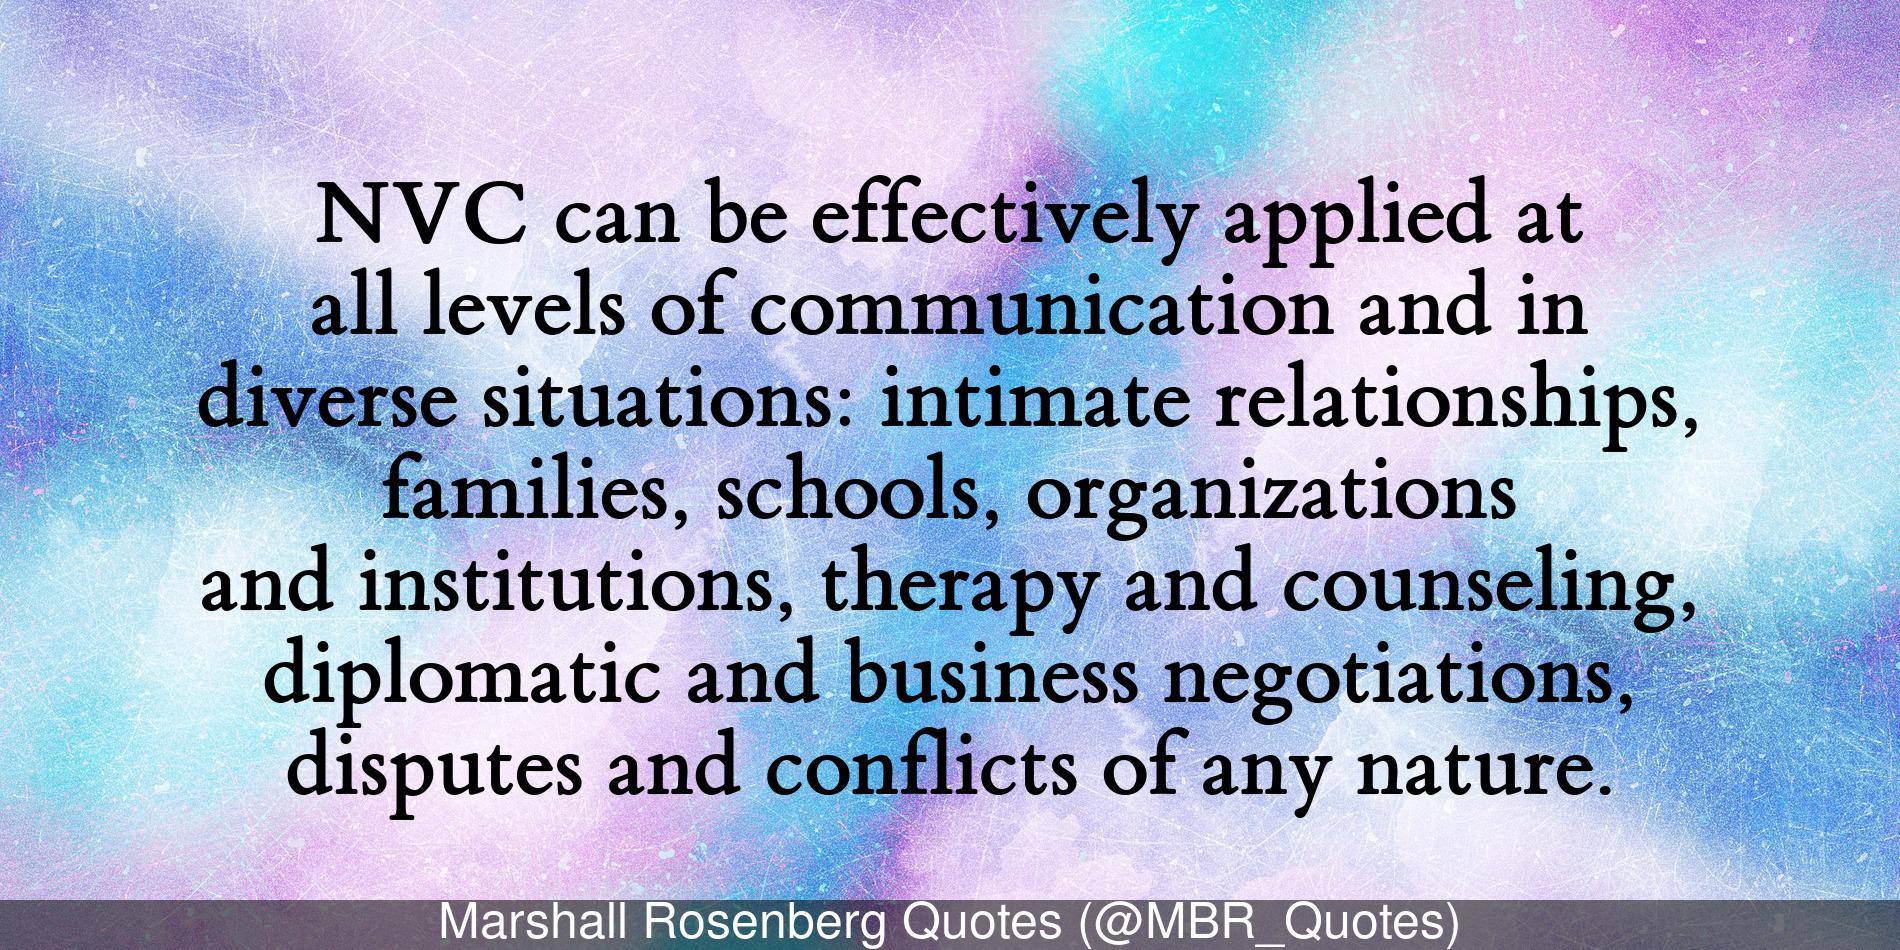 NVC can be effectively applied at
all levels of communication and in
diverse situations: intimate relationships,
families, schools, organizations
and institutions, therapy and counseling,
diplomatic and business negotiations,
disputes and conflicts of any nature.
Marshall Rosenberg Quotes (@MBR_Quotes)